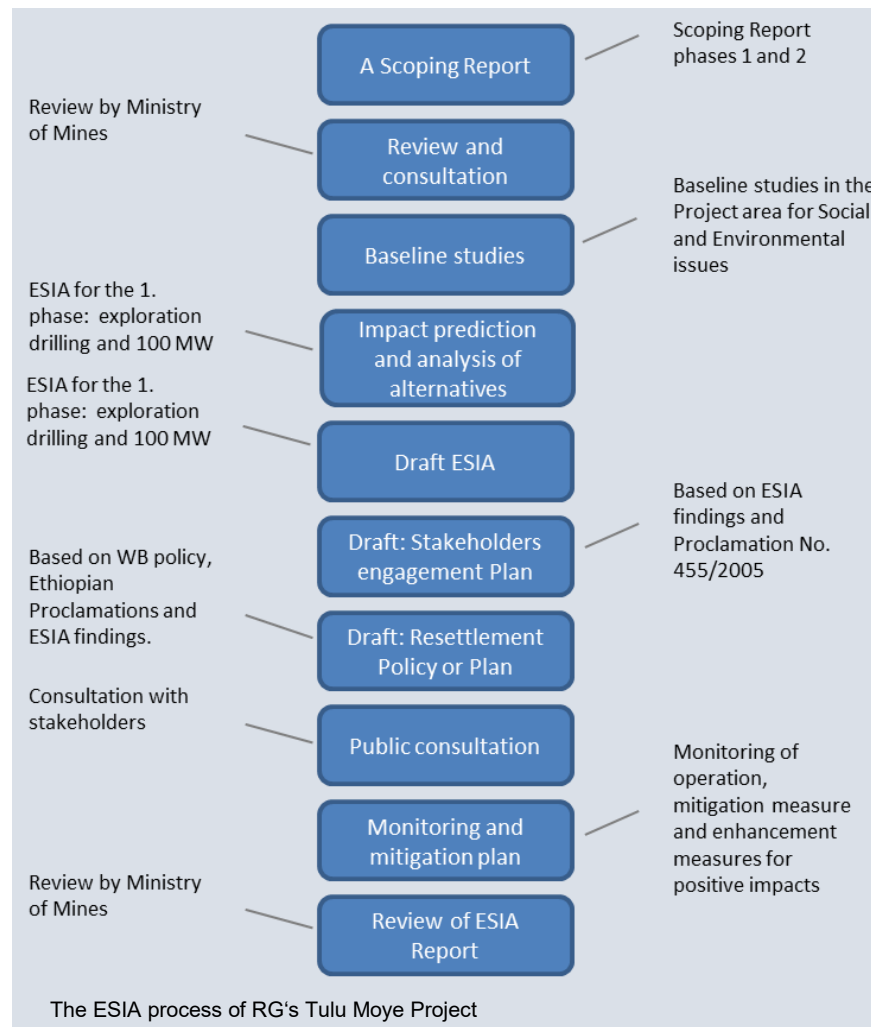 A Scoping Report
Scoping Report
phases 1 and 2
Review by Ministry
of Mines
Review and
consultation
Baseline studies
Baseline studies in the
Project area for Social
and Environmental
issues
ESIA for the 1.
phase: exploration
drilling and 100 MW
Impact prediction
and analysis of
alternatives
ESIA for the 1.
phase: exploration
drilling and 100 MW
Draft ESIA
Draft: Stakeholders
engagement Plan
Based on ESIA
findings and
Proclamation No.
455/2005
Based on WB policy,
Ethiopian
Proclamations and
ESIA findings.
Draft: Resettlement
Policy or Plan
Consultation with
stakeholders
Public consultation
Monitoring and
mitigation plan
Monitoring of
operation,
mitigation measure
and enhancement
measures for
positive impacts
Review by Ministry
of Mines
Review of ESIA
Report
The ESIA process of RG‘s Tulu Moye Project